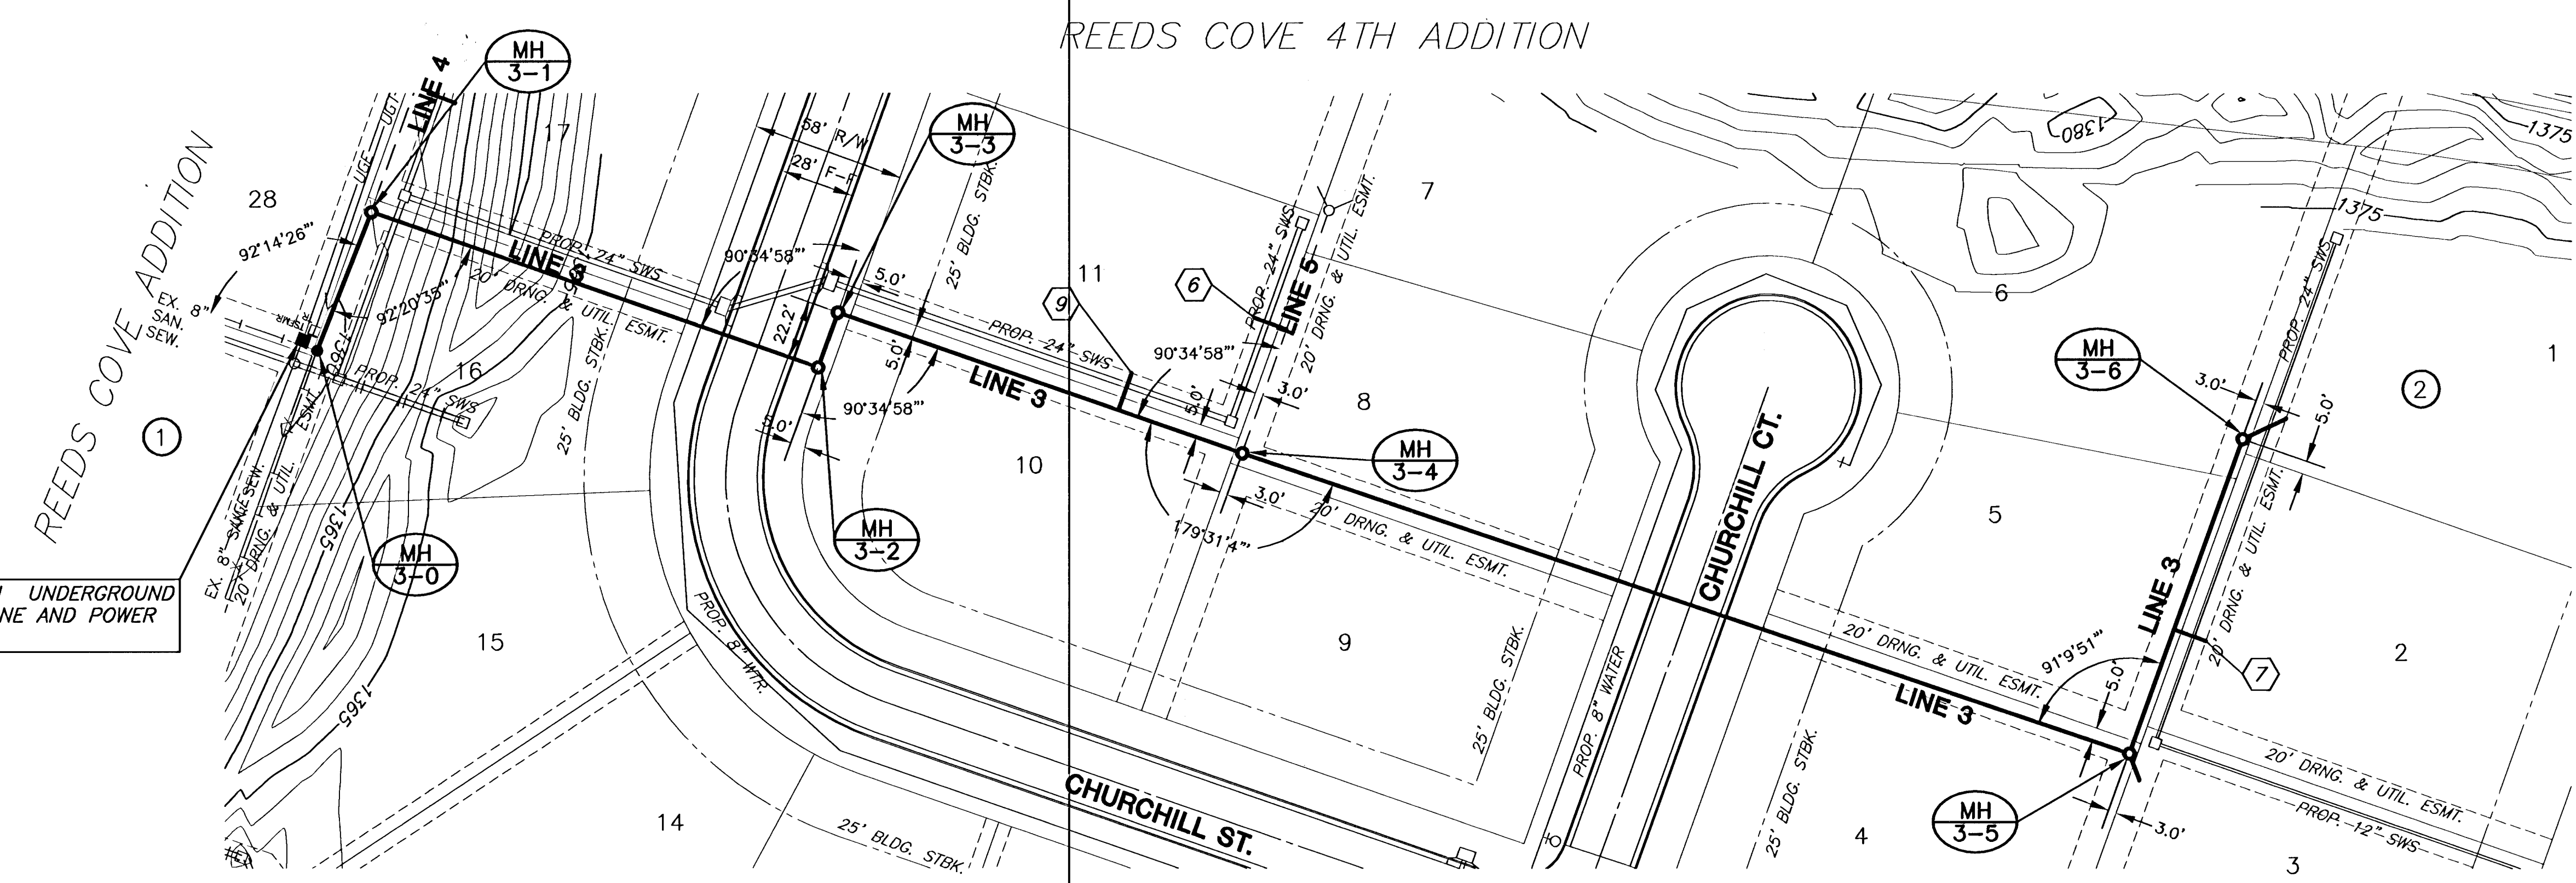 REEDS COVE 4TH ADDITION
REEDS COVE ADDITION
MH
3-1
LINE 4
UGT
UGE
17
28
92°14'26"'
92°20'35"'
EX.
SAN.
SEW.
8"
1360
16
PROP. 24" SWS
PROP. 24" SWS
LINE 3
20' DRNG. & UTIL. ESMT.
58' R/W
28' F-F
MH
3-3
25' BLDG. STBK.
90°34'58"'
5.0'
22.2'
5.0'
5.0'
90°34'58"'
25' BLDG. STBK.
1
ESMT.
EX. 8" SAN. SEW.
20' DRNG. & UTIL.
1365
1365
MH
3-0
UNDERGROUND
NE AND POWER
15
14
PROP. 8" WTR.
MH
3-2
10
11
9
6
PROP. 24" SWS
LINE 3
PROP. 24" SWS
LINE 5
20' DRNG. & UTIL. ESMT.
90°34'58"'
5.0'
3.0'
7
8
MH
3-4
3.0'
179°31'4"'
20' DRNG. & UTIL. ESMT.
9
25' BLDG. STBK.
PROP. 8" WATER
CHURCHILL CT.
CHURCHILL ST.
25' BLDG. STBK.
25' BLDG. STBK.
1380
1375
1375
6
5
4
PROP. 24" SWS
MH
3-6
3.0'
5.0'
2
1
20' DRNG. & UTIL. ESMT.
LINE 3
7
2
91°9'51"'
5.0'
20' DRNG. & UTIL. ESMT.
LINE 3
MH
3-5
3.0'
20' DRNG. & UTIL. ESMT.
PROP. 12" SWS
3